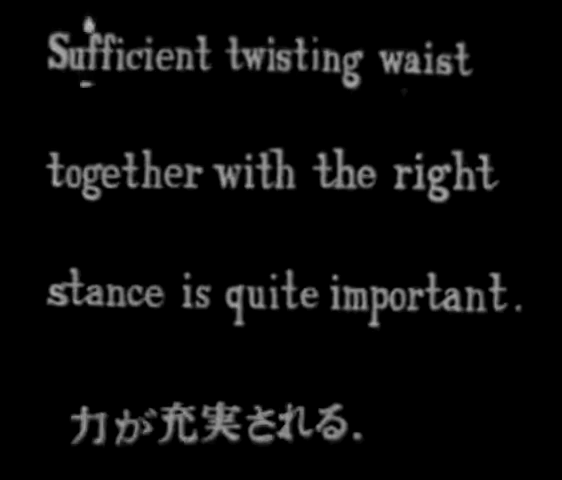 Sufficient twisting waist
together with the right
stance is quite important.
力が充実される.